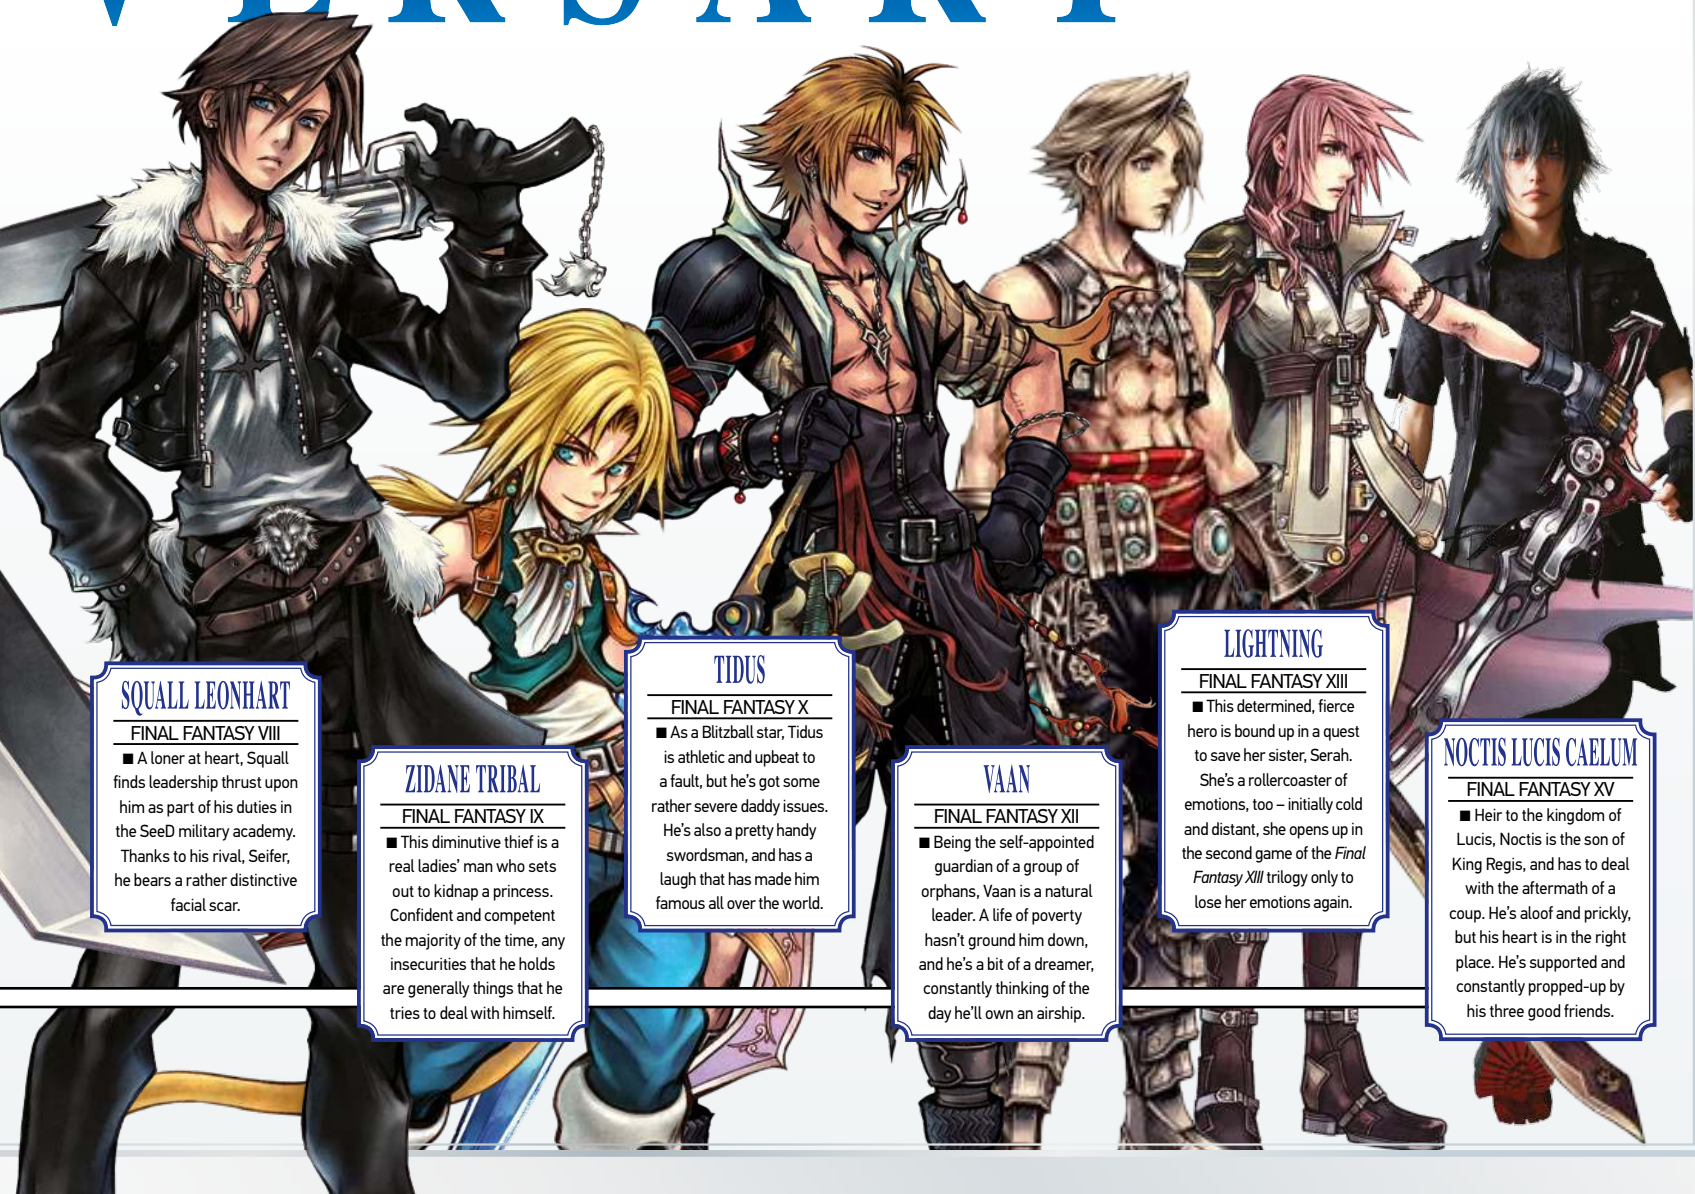 VERSARY
SQUALL LEONHART
FINAL FANTASY VIII
■ A loner at heart, Squall
finds leadership thrust upon
him as part of his duties in
the SeeD military academy.
Thanks to his rival, Seifer,
he bears a rather distinctive
facial scar.
ZIDANE TRIBAL
FINAL FANTASY IX
■ This diminutive thief is a
real ladies’ man who sets
out to kidnap a princess.
Confident and competent
the majority of the time, any
insecurities that he holds
are generally things that he
tries to deal with himself.
TIDUS
FINAL FANTASY X
■ As a Blitzball star, Tidus
is athletic and upbeat to
a fault, but he’s got some
rather severe daddy issues.
He’s also a pretty handy
swordsman, and has a
laugh that has made him
famous all over the world.
VAAN
FINAL FANTASY XII
■ Being the self-appointed
guardian of a group of
orphans, Vaan is a natural
leader. A life of poverty
hasn’t ground him down,
and he’s a bit of a dreamer,
constantly thinking of the
day he’ll own an airship.
LIGHTNING
FINAL FANTASY XIII
■ This determined, fierce
hero is bound up in a quest
to save her sister, Serah.
She’s a rollercoaster of
emotions, too – initially cold
and distant, she opens up in
the second game of the Final
Fantasy XIII trilogy only to
lose her emotions again.
NOCTIS LUCIS CAELUM
FINAL FANTASY XV
■ Heir to the kingdom of
Lucis, Noctis is the son of
King Regis, and has to deal
with the aftermath of a
coup. He’s aloof and prickly,
but his heart is in the right
place. He’s supported and
constantly propped-up by
his three good friends.